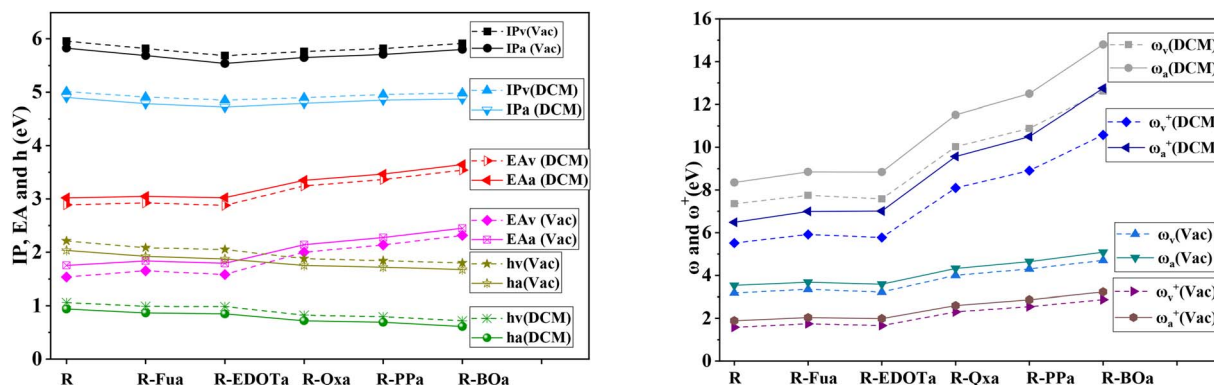 IP, EA and h (eV)
6
5
4
3
2
1
0
IPv(Vac)
IPa (Vac)
IPv(DCM)
IPa (DCM)
EAv (DCM)
EAa (DCM)
EAv (Vac)
EAa (Vac)
hv(Vac)
ha(Vac)
hv(DCM)
ha(DCM)
R R-Fua R-EDOTa R-Oxa R-PPa R-BOa
ω and ω⁺(eV)
16
14
12
10
8
6
4
2
0
ωᵥ(DCM)
ωₐ(DCM)
ωᵥ⁺(DCM)
ωₐ⁺(DCM)
ωᵥ(Vac)
ωₐ(Vac)
ωᵥ⁺(Vac)
ωₐ⁺(Vac)
R R-Fua R-EDOTa R-Qxa R-PPa R-BOa